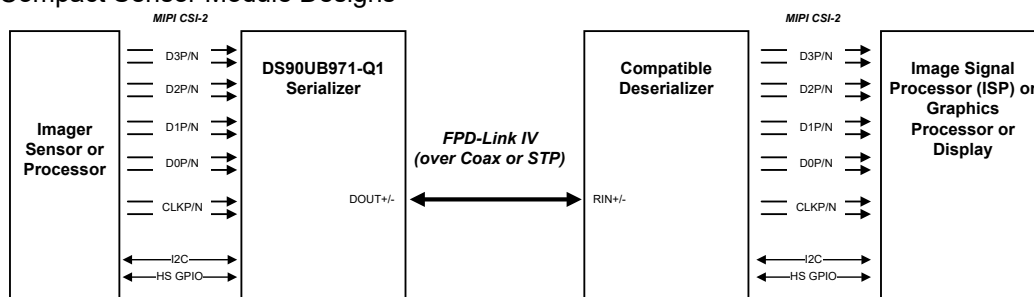 Compact Sensor Module Designs
MIPI CSI-2
MIPI CSI-2
Imager
Sensor or
Processor
D3P/N
D2P/N
D1P/N
D0P/N
CLKP/N
I2C
HS GPIO
DS90UB971-Q1
Serializer
DOUT+/-
FPD-Link IV
(over Coax or STP)
Compatible
Deserializer
RIN+/-
D3P/N
D2P/N
D1P/N
D0P/N
CLKP/N
I2C
HS GPIO
Image Signal
Processor (ISP) or
Graphics
Processor or
Display